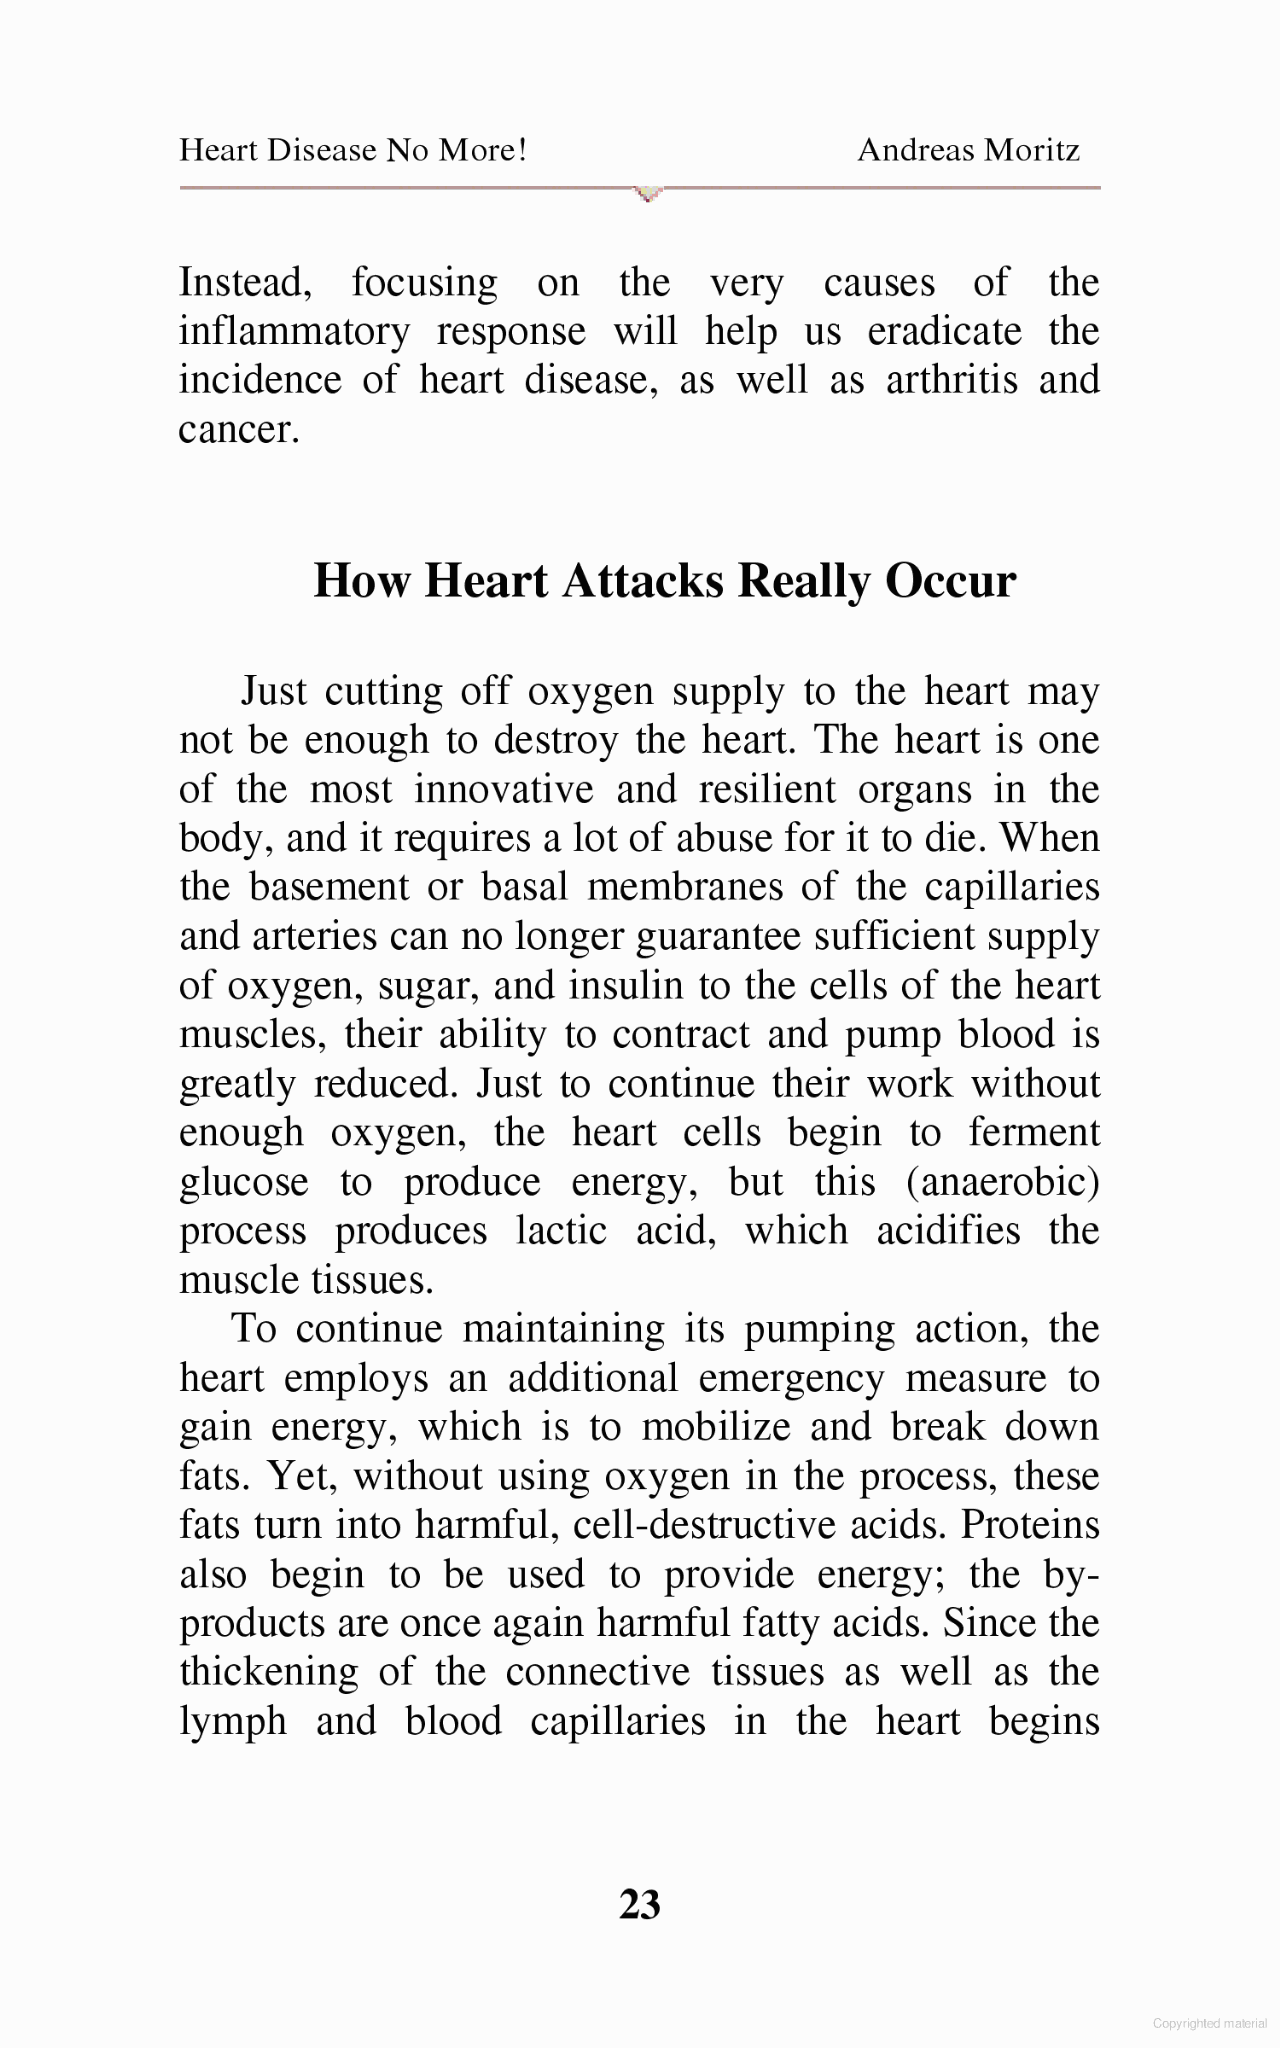 Heart Disease No More! Andreas Moritz
Instead, focusing on the very causes of the
inflammatory response will help us eradicate the
incidence of heart disease, as well as arthritis and
cancer.
How Heart Attacks Really Occur
Just cutting off oxygen supply to the heart may
not be enough to destroy the heart. The heart is one
of the most innovative and resilient organs in the
body, and it requires a lot of abuse for it to die. When
the basement or basal membranes of the capillaries
and arteries can no longer guarantee sufficient supply
of oxygen, sugar, and insulin to the cells of the heart
muscles, their ability to contract and pump blood is
greatly reduced. Just to continue their work without
enough oxygen, the heart cells begin to ferment
glucose to produce energy, but this (anaerobic)
process produces lactic acid, which acidifies the
muscle tissues.
To continue maintaining its pumping action, the
heart employs an additional emergency measure to
gain energy, which is to mobilize and break down
fats. Yet, without using oxygen in the process, these
fats turn into harmful, cell-destructive acids. Proteins
also begin to be used to provide energy; the by-
products are once again harmful fatty acids. Since the
thickening of the connective tissues as well as the
lymph and blood capillaries in the heart begins
23
Copyrighted material